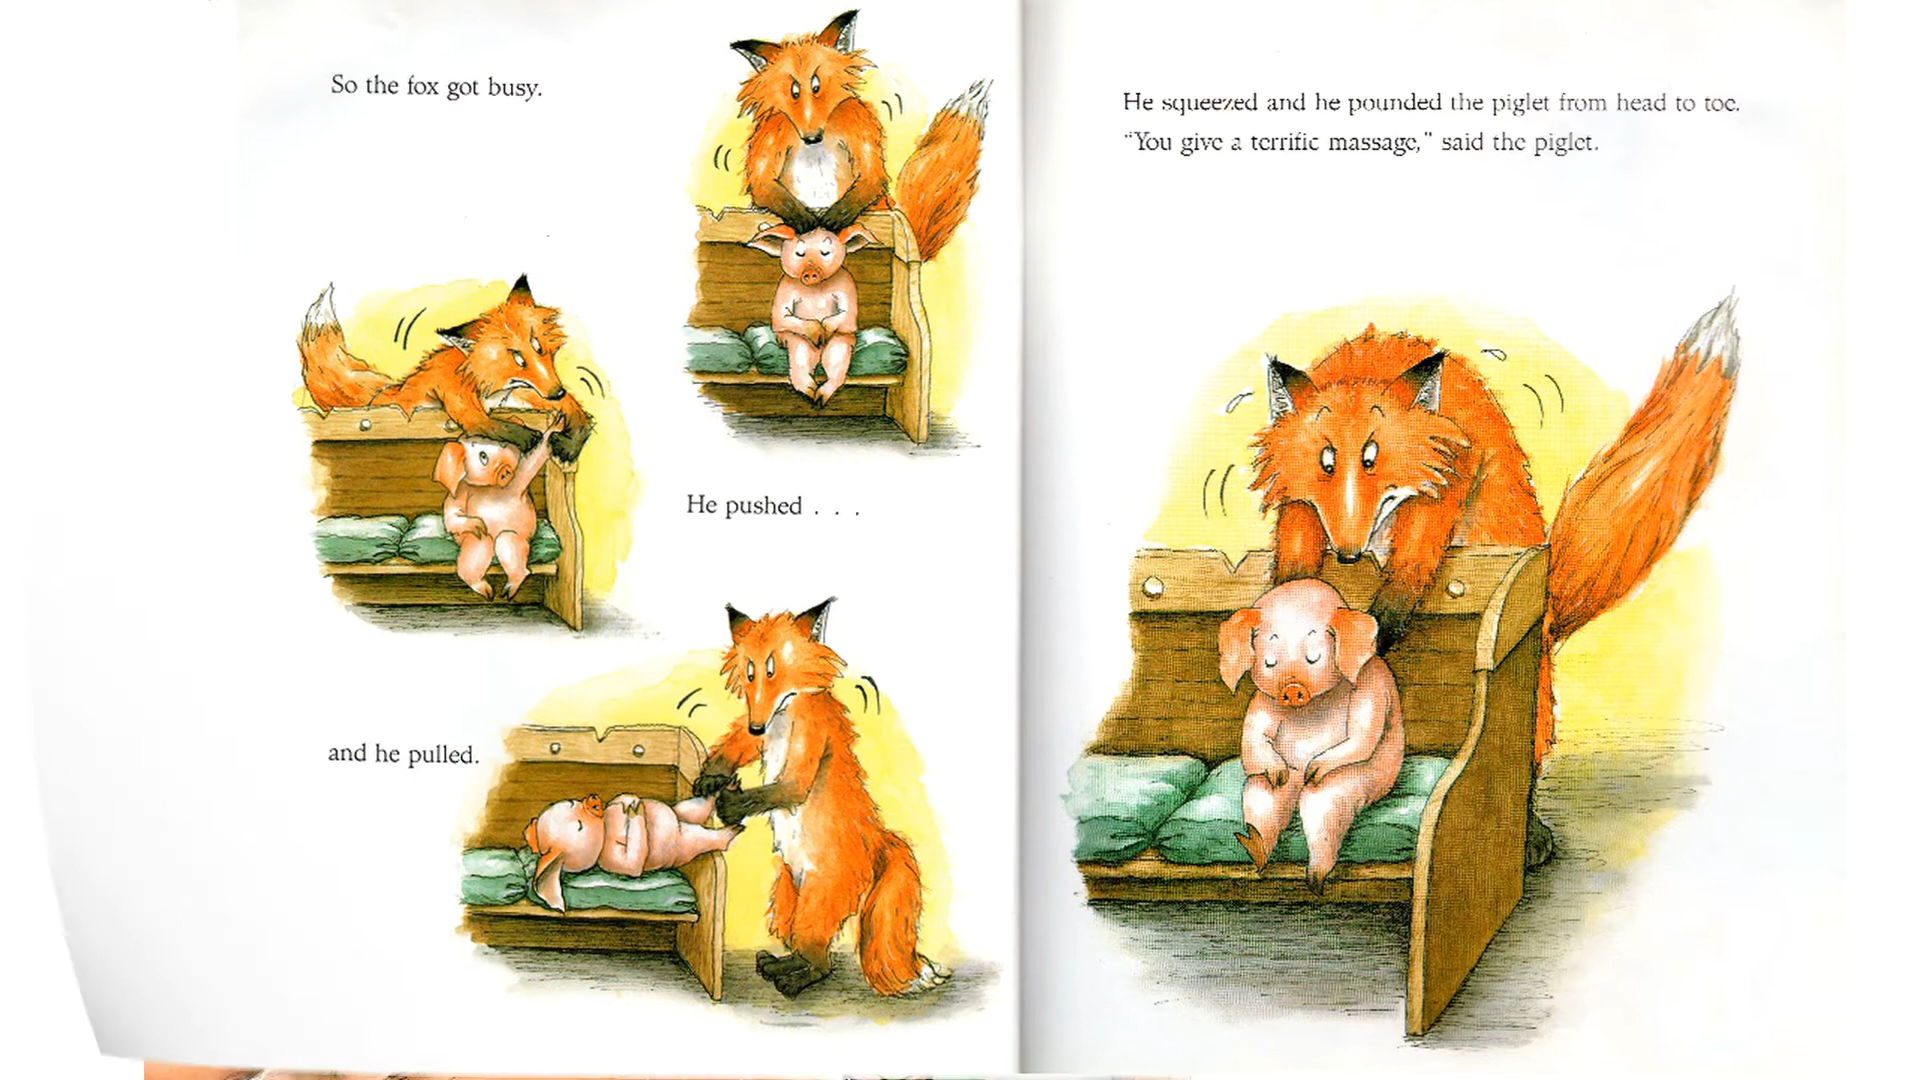 So the fox got busy.
He pushed . . .
and he pulled.
He squeezed and he pounded the piglet from head to toe.
"You give a terrific massage," said the piglet.